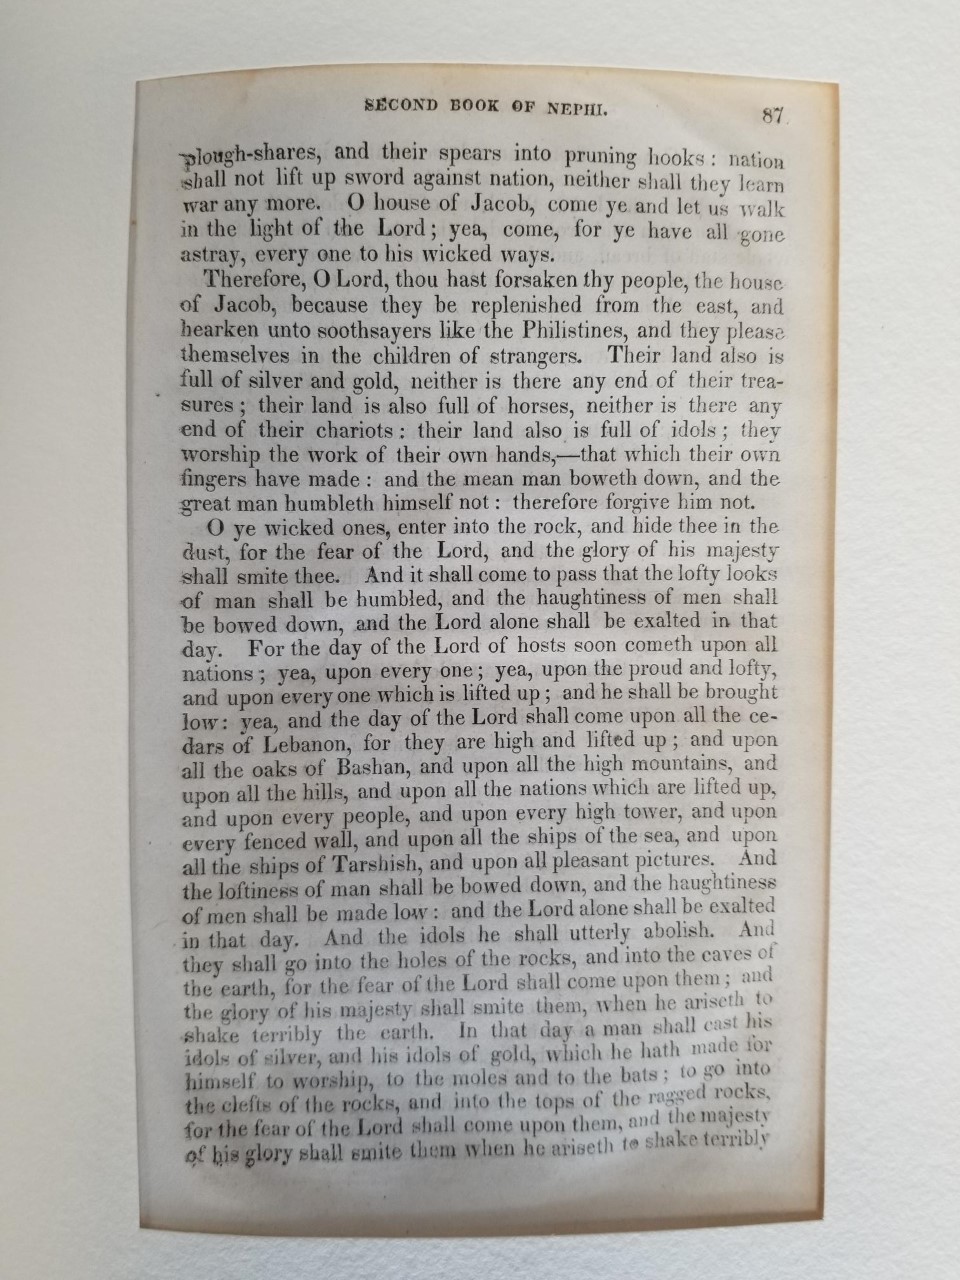 SECOND BOOK OF NEPHI. 87
plough-shares, and their spears into pruning hooks : nation
shall not lift up sword against nation, neither shall they learn
war any more. O house of Jacob, come ye and let us walk
in the light of the Lord ; yea, come, for ye have all gone
astray, every one to his wicked ways.
Therefore, O Lord, thou hast forsaken thy people, the house
of Jacob, because they be replenished from the east, and
hearken unto soothsayers like the Philistines, and they please
themselves in the children of strangers. Their land also is
full of silver and gold, neither is there any end of their trea-
sures ; their land is also full of horses, neither is there any
end of their chariots : their land also is full of idols ; they
worship the work of their own hands,—that which their own
fingers have made : and the mean man boweth down, and the
great man humbleth himself not : therefore forgive him not.
O ye wicked ones, enter into the rock, and hide thee in the
dust, for the fear of the Lord, and the glory of his majesty
shall smite thee. And it shall come to pass that the lofty looks
of man shall be humbled, and the haughtiness of men shall
be bowed down, and the Lord alone shall be exalted in that
day. For the day of the Lord of hosts soon cometh upon all
nations ; yea, upon every one ; yea, upon the proud and lofty,
and upon every one which is lifted up ; and he shall be brought
low : yea, and the day of the Lord shall come upon all the ce-
dars of Lebanon, for they are high and lifted up ; and upon
all the oaks of Bashan, and upon all the high mountains, and
upon all the hills, and upon all the nations which are lifted up,
and upon every people, and upon every high tower, and upon
every fenced wall, and upon all the ships of the sea, and upon
all the ships of Tarshish, and upon all pleasant pictures. And
the loftiness of man shall be bowed down, and the haughtiness
of men shall be made low : and the Lord alone shall be exalted
in that day. And the idols he shall utterly abolish. And
they shall go into the holes of the rocks, and into the caves of
the earth, for the fear of the Lord shall come upon them ; and
the glory of his majesty shall smite them, when he ariseth to
shake terribly the earth. In that day a man shall cast his
idols of silver, and his idols of gold, which he hath made for
himself to worship, to the moles and to the bats ; to go into
the clefts of the rocks, and into the tops of the ragged rocks,
for the fear of the Lord shall come upon them, and the majesty
of his glory shall smite them when he ariseth to shake terribly